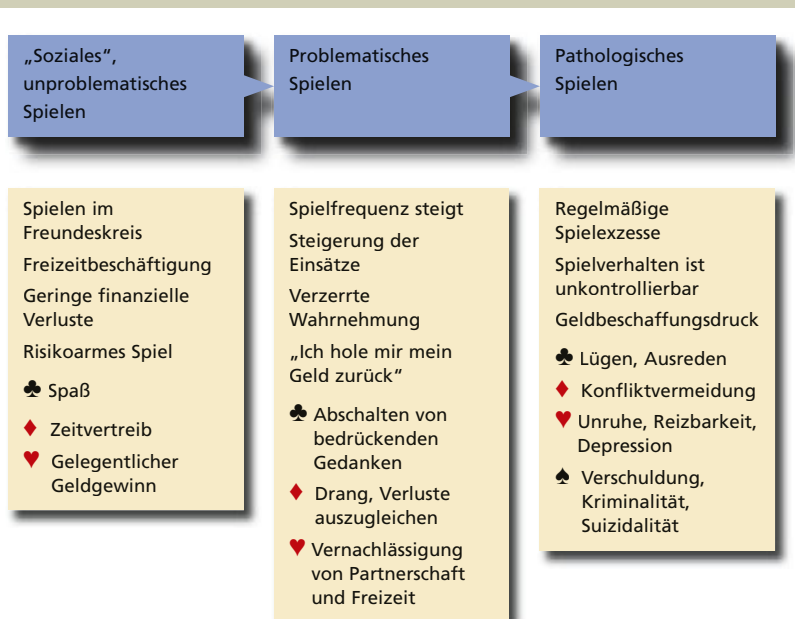 „Soziales“,
unproblematisches
Spielen
Problematisches
Spielen
Pathologisches
Spielen
Spielen im
Freundeskreis
Freizeitbeschäftigung
Geringe finanzielle
Verluste
Risikoarmes Spiel
♣ Spaß
♦ Zeitvertreib
♥ Gelegentlicher
Geldgewinn
Spielfrequenz steigt
Steigerung der
Einsätze
Verzerrte
Wahrnehmung
„Ich hole mir mein
Geld zurück“
♣ Abschalten von
bedrückenden
Gedanken
♦ Drang, Verluste
auszugleichen
♥ Vernachlässigung
von Partnerschaft
und Freizeit
Regelmäßige
Spielexzesse
Spielverhalten ist
unkontrollierbar
Geldbeschaffungsdruck
♣ Lügen, Ausreden
♦ Konfliktvermeidung
♥ Unruhe, Reizbarkeit,
Depression
♠ Verschuldung,
Kriminalität,
Suizidalität